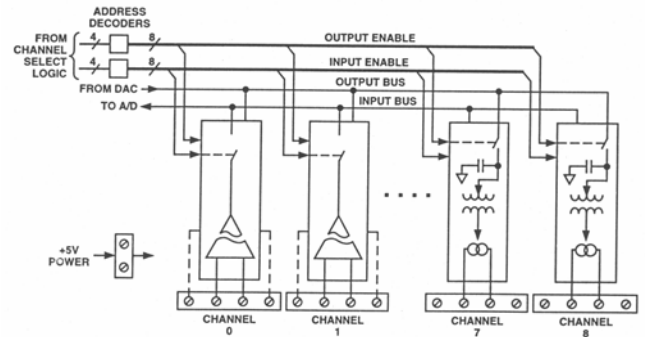 ADDRESS
DECODERS
FROM
CHANNEL
SELECT
LOGIC
4
8
OUTPUT ENABLE
4
8
INPUT ENABLE
OUTPUT BUS
FROM DAC
INPUT BUS
TO A/D
+5V
POWER
CHANNEL
0
CHANNEL
1
CHANNEL
7
CHANNEL
8